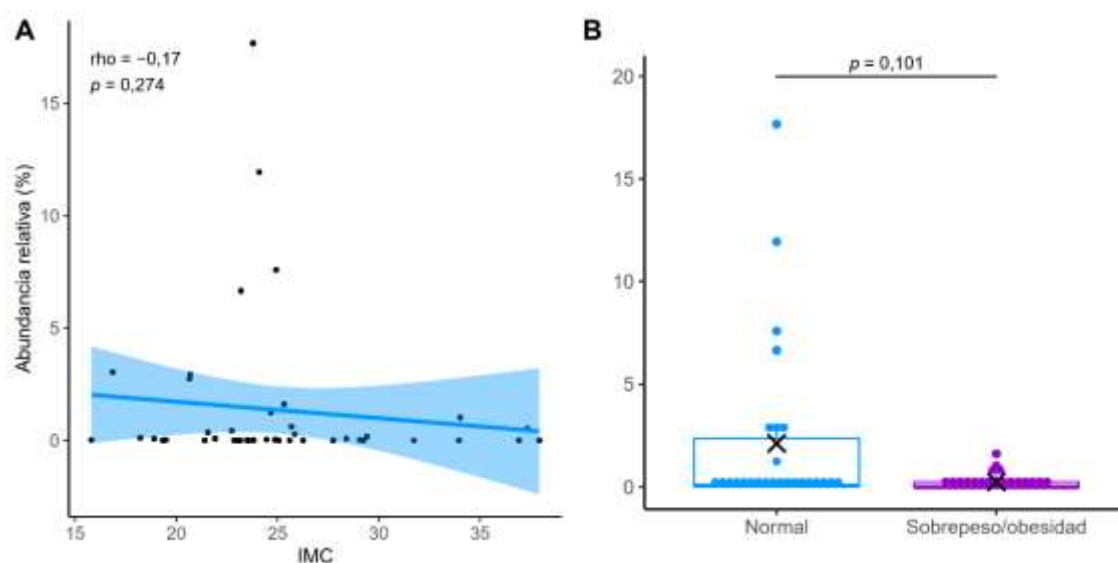 A
rho = −0,17
p = 0,274
15
10
5
0
Abundancia relativa (%)
15
20
25
30
35
IMC
B
p = 0,101
20
15
10
5
0
Normal
Sobrepeso/obesidad